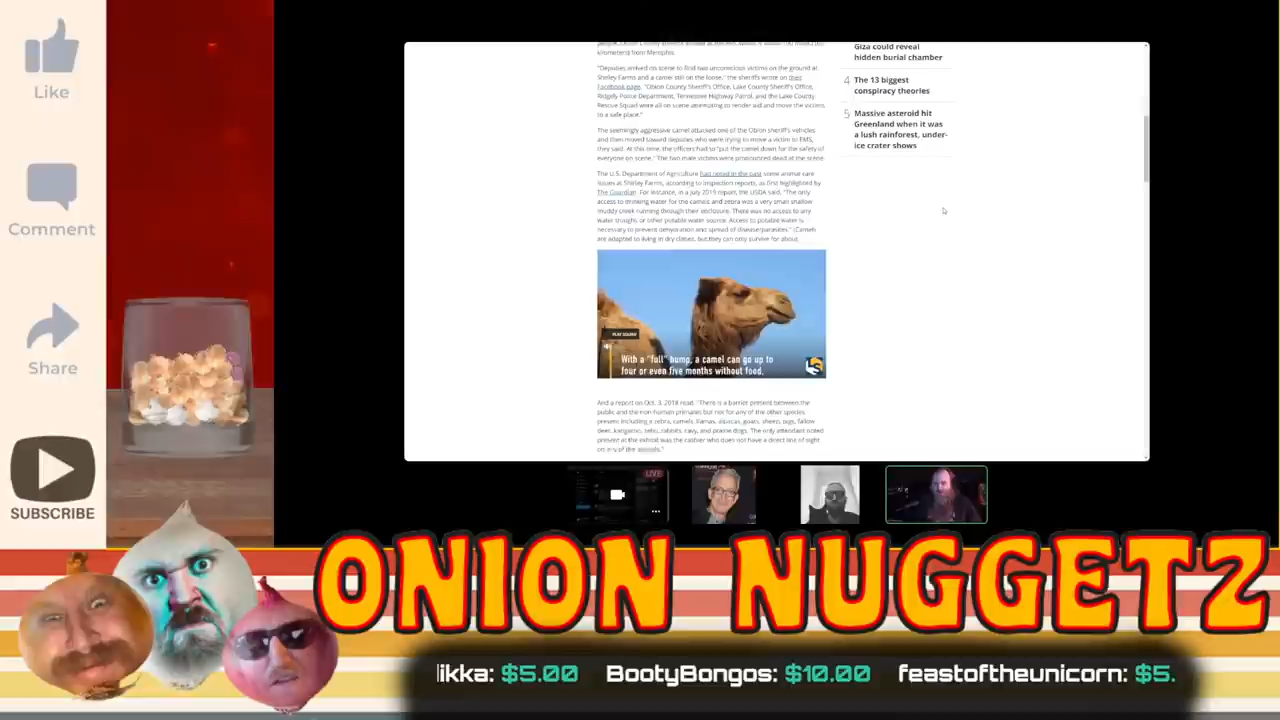 Like
Comment
Share
SUBSCRIBE
kilometers) from Memphis.
"Deputies arrived on scene to find two unconscious victims on the ground at
Shirley Farms and a camel still on the loose," the sheriff's wrote on their
Facebook page. "Obion County Sheriff's Office, Lake County Sheriff's Office,
Ridgely Police Department, Tennessee Highway Patrol, and the Lake County
Rescue Squad were all on scene attempting to render aid and move the victims
to a safe place."
The seemingly aggressive camel attacked one of the Obion sheriff's vehicles
and then moved toward deputies who were trying to move a victim to EMS,
they said. At this time, the officers had to "put the camel down for the safety of
everyone on scene." The two male victims were pronounced dead at the scene.
The U.S. Department of Agriculture had noted in the past some animal care
issues at Shirley Farms, according to inspection reports, as first highlighted by
The Guardian. For instance, in a July 2019 report, the USDA said, "The only
access to drinking water for the camels and zebra was a very small shallow
muddy creek running through their enclosure. There was no access to any
water troughs or other potable water source. Access to potable water is
necessary to prevent dehydration and spread of disease/parasites." (Camels
are adapted to living in dry climes, but they can only survive for about
PLAY SOUND
With a "full" hump, a camel can go up to
four or even five months without food.
LS
And a report on Oct. 3, 2018 read, "There is a barrier present between the
public and the non human primates but not for any of the other species
present including a zebra, camels, llamas, alpacas, goats, sheep, pigs, fallow
deer, kangaroo, zebu, rabbits, cavy, and prairie dogs. The only attendant noted
present at the exhibit was the cashier who does not have a direct line of sight
on any of the animals."
Giza could reveal
hidden burial chamber
4 The 13 biggest
conspiracy theories
5 Massive asteroid hit
Greenland when it was
a lush rainforest, under-
ice crater shows
LIVE
ONION NUGGETZ
likka: $5.00 BootyBongos: $10.00 feastoftheunicorn: $5.